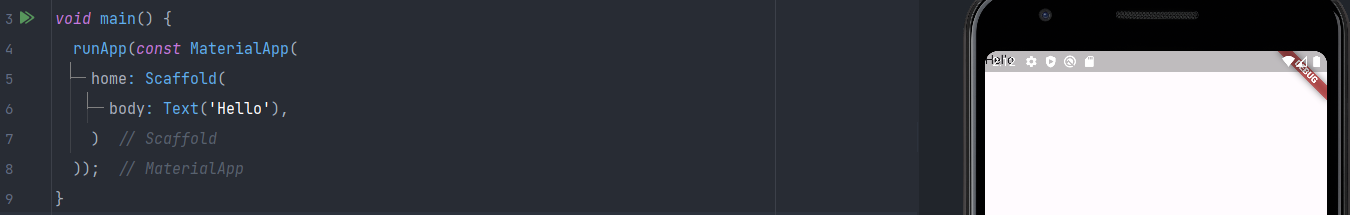 3 void main() {
4 runApp(const MaterialApp(
5 home: Scaffold(
6 body: Text('Hello'),
7 ) // Scaffold
8 )); // MaterialApp
9 }
Hello
DEBUG